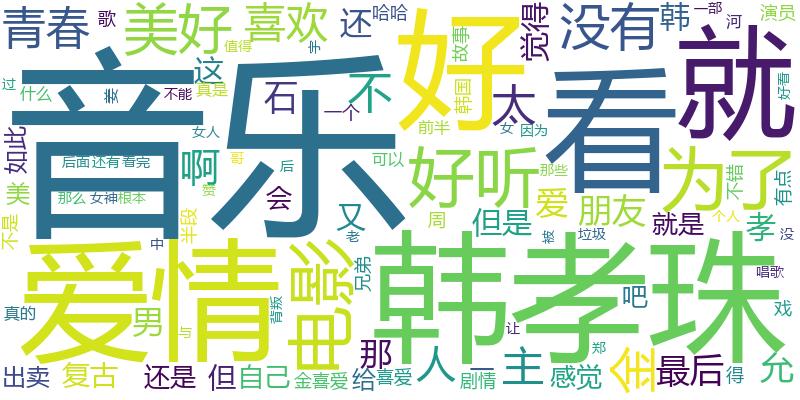 青春
歌
美好
喜欢
还
哈哈
觉得
没有
韩
一部
河
演员
值得
故事
好
就
音乐
看
这
字
过
什么
姜
不能
真是
石
一个
不
太
韩国
好看
如此
后面还有看完
女人
啊
哥
后
前半
女
因为
可以
好听
那些
为了
不错
有点
美
那么
女神
根本
赞
会
又
周
但是
爱
朋友
就是
个人
孝
没
不是
半段
中
老
被
垃圾
爱情
电影
兄弟
韩孝珠
唱歌
真的
男
与
背叛
吧
戏
让
郑
那
出卖
复古
还是
但
自己
金喜爱
给
喜爱
人
一
剧情
主
感觉
金
最后
得
允